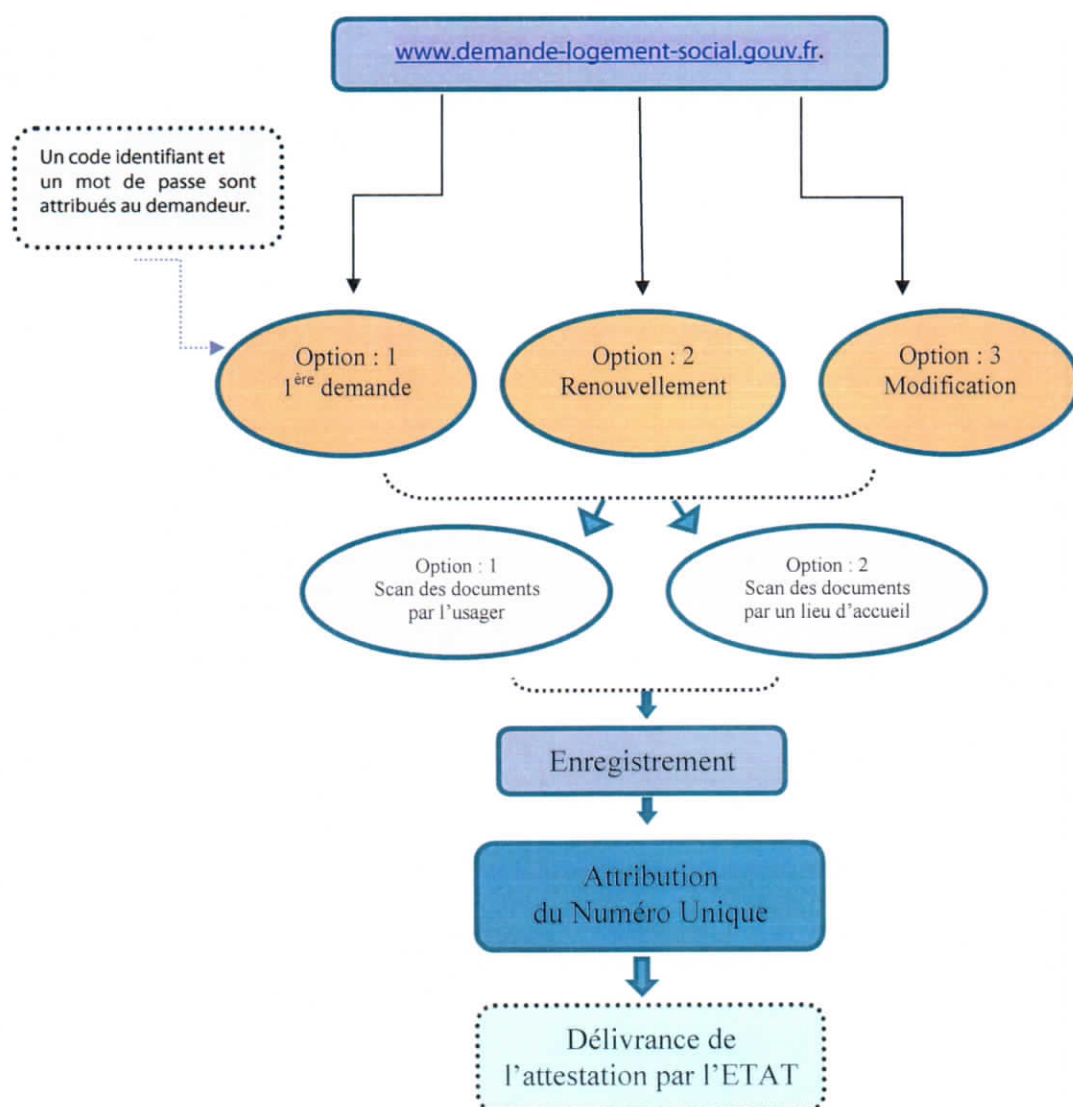 www.demande-logement-social.gouv.fr.
Un code identifiant et
un mot de passe sont
attribués au demandeur.
Option : 1
1ère demande
Option : 2
Renouvellement
Option : 3
Modification
Option : 1
Scan des documents
par l'usager
Option : 2
Scan des documents
par un lieu d'accueil
Enregistrement
Attribution
du Numéro Unique
Délivrance de
l'attestation par l'ETAT